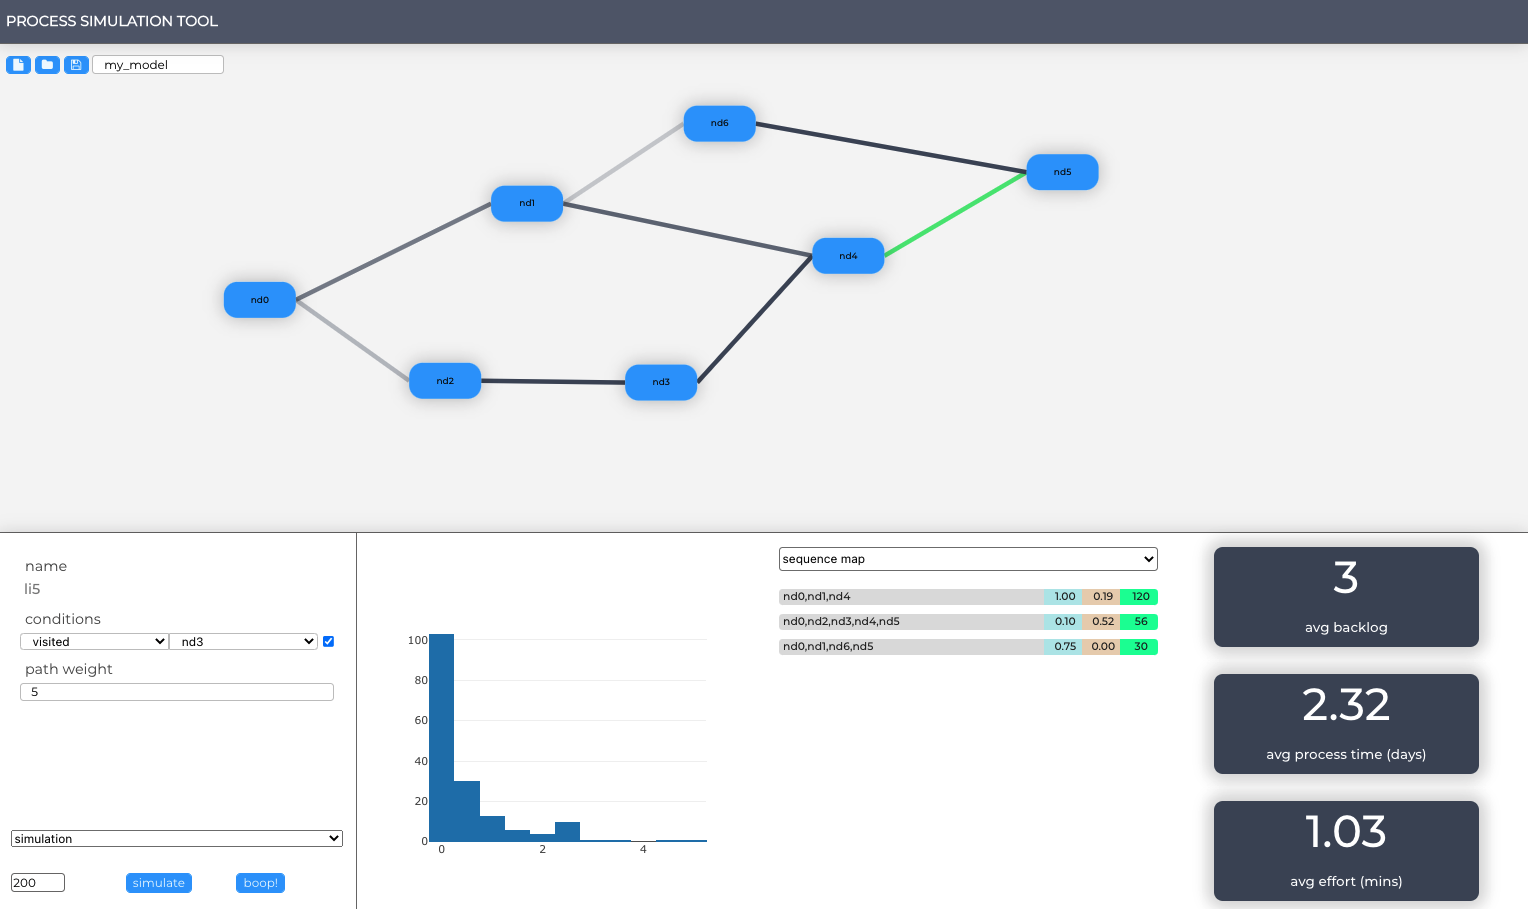 PROCESS SIMULATION TOOL
my_model
nd6
nd5
nd1
nd4
nd0
nd2
nd3
name
li5
conditions
visited nd3
path weight
5
simulation
200 simulate boop!
100
80
60
40
20
0
0 2 4
sequence map
nd0,nd1,nd4 1.00 0.19 120
nd0,nd2,nd3,nd4,nd5 0.10 0.52 56
nd0,nd1,nd6,nd5 0.75 0.00 30
3
avg backlog
2.32
avg process time (days)
1.03
avg effort (mins)